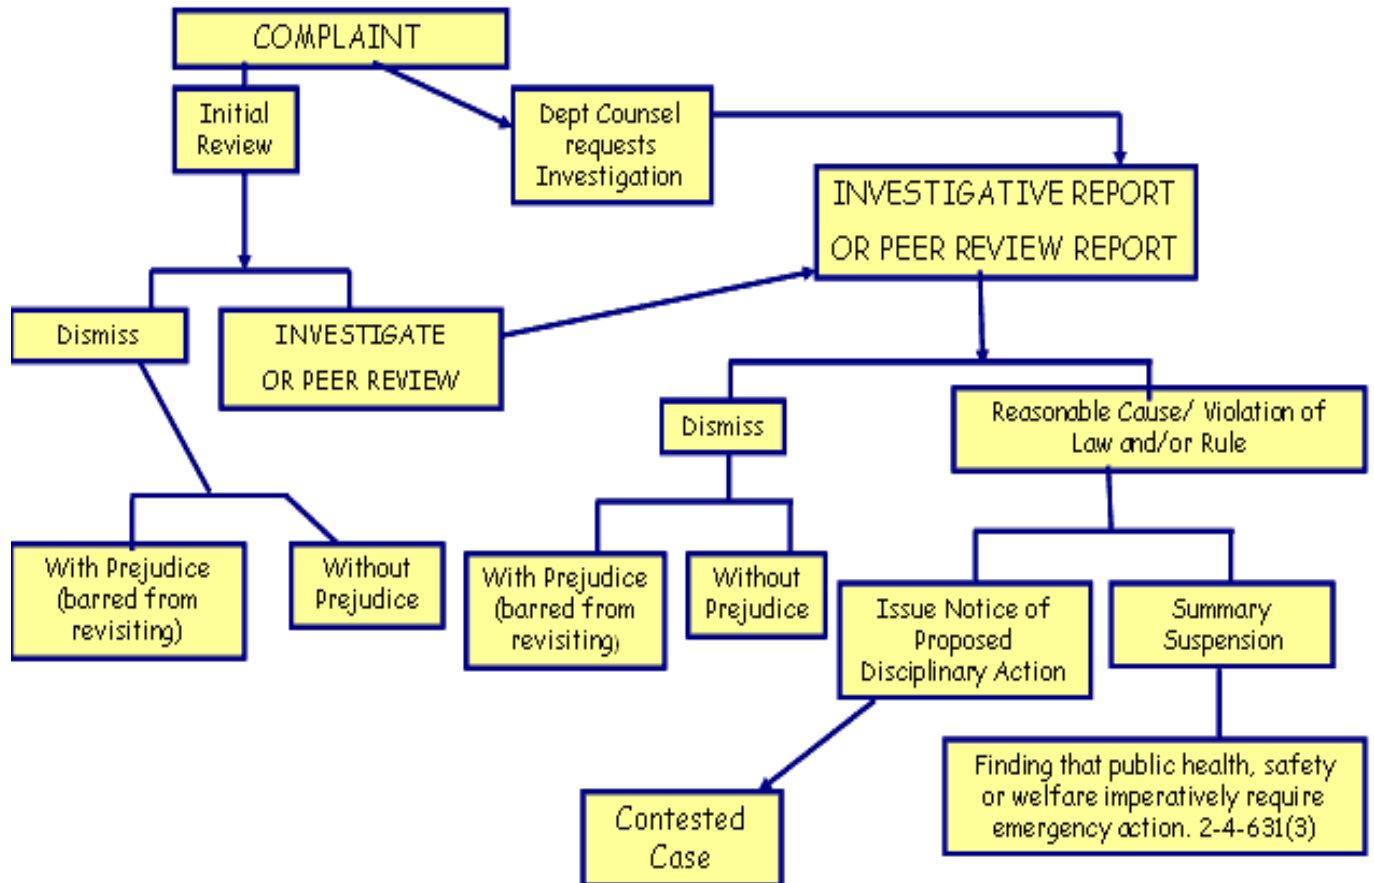 COMPLAINT
Initial
Review
Dept Counsel
requests
Investigation
INVESTIGATIVE REPORT
OR PEER REVIEW REPORT
Dismiss
INVESTIGATE
OR PEER REVIEW
Dismiss
Reasonable Cause/ Violation of
Law and/or Rule
With Prejudice
(barred from
revisiting)
Without
Prejudice
With Prejudice
(barred from
revisiting)
Without
Prejudice
Issue Notice of
Proposed
Disciplinary Action
Summary
Suspension
Contested
Case
Finding that public health, safety
or welfare imperatively require
emergency action. 2-4-631(3)